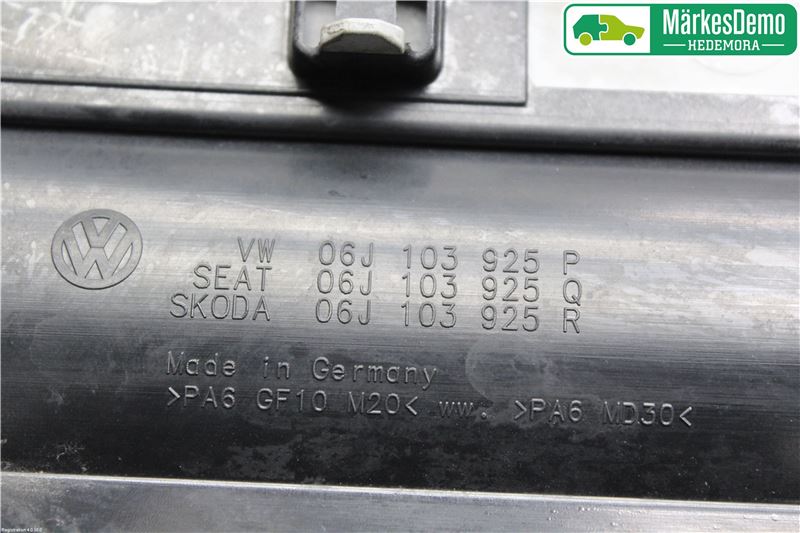 MärkesDemo
HEDEMORA
VW 06J 103 925 P
SEAT 06J 103 925 Q
SKODA 06J 103 925 R
Made in Germany
>PA6 GF10 M20< ww. >PA6 MD30<